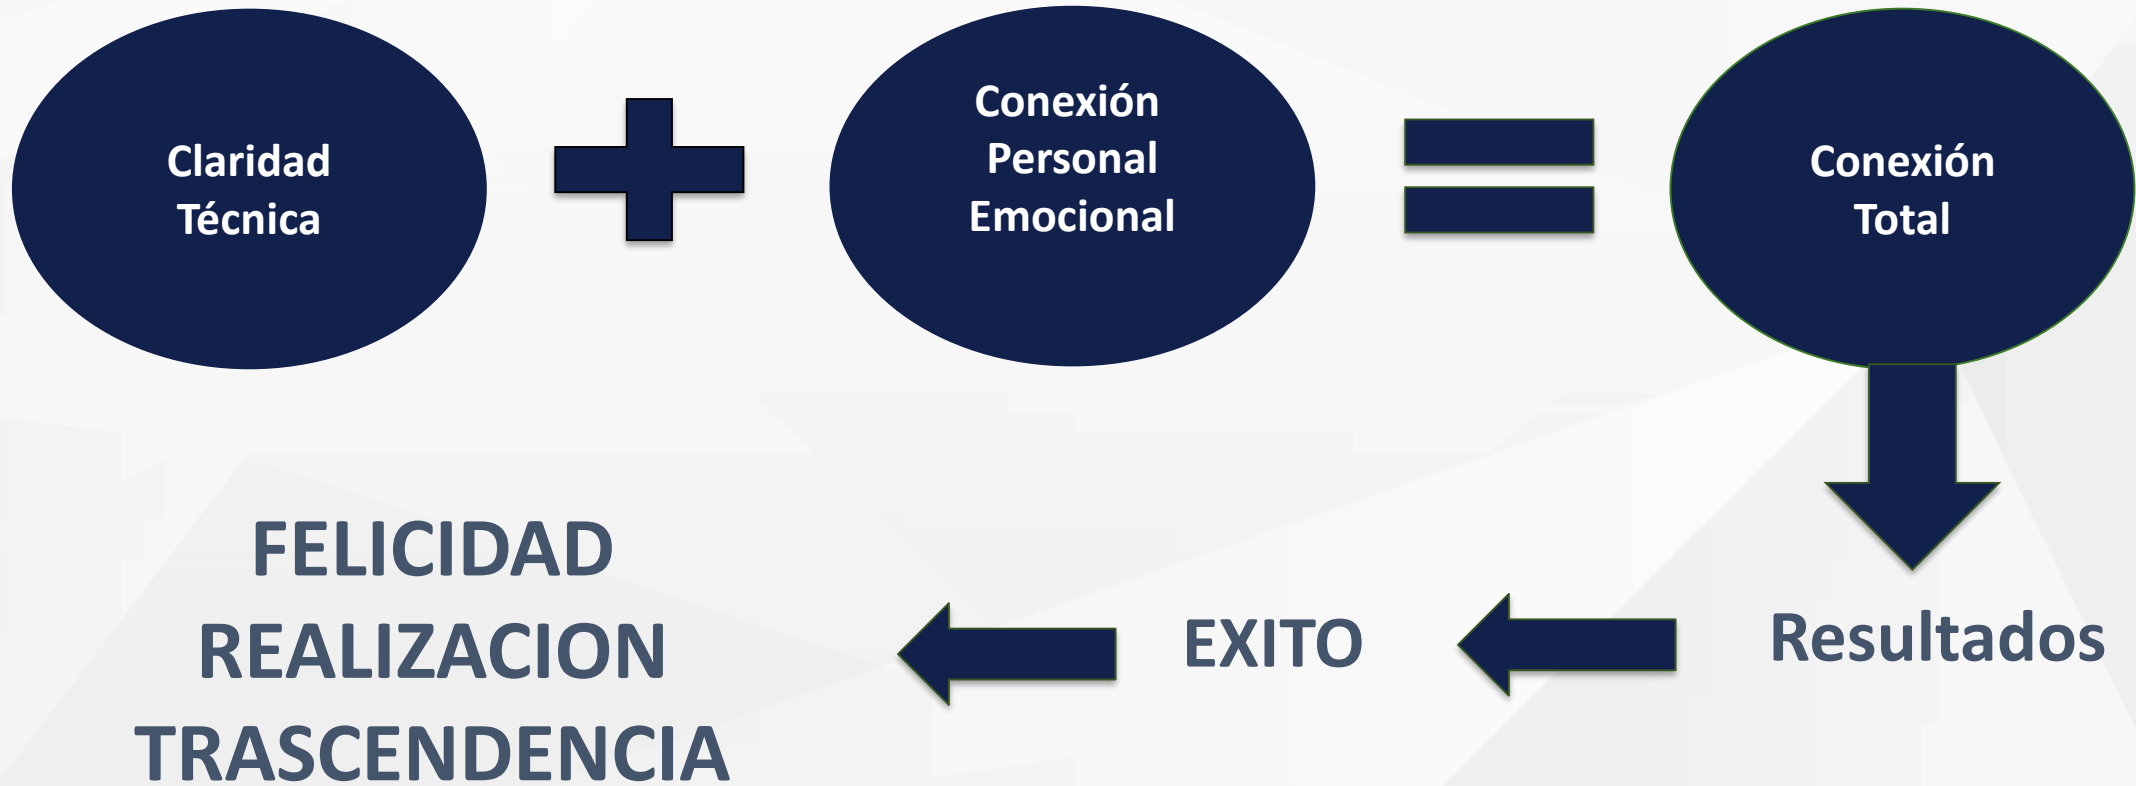 Claridad
Técnica
Conexión
Personal
Emocional
Conexión
Total
Resultados
EXITO
FELICIDAD
REALIZACION
TRASCENDENCIA